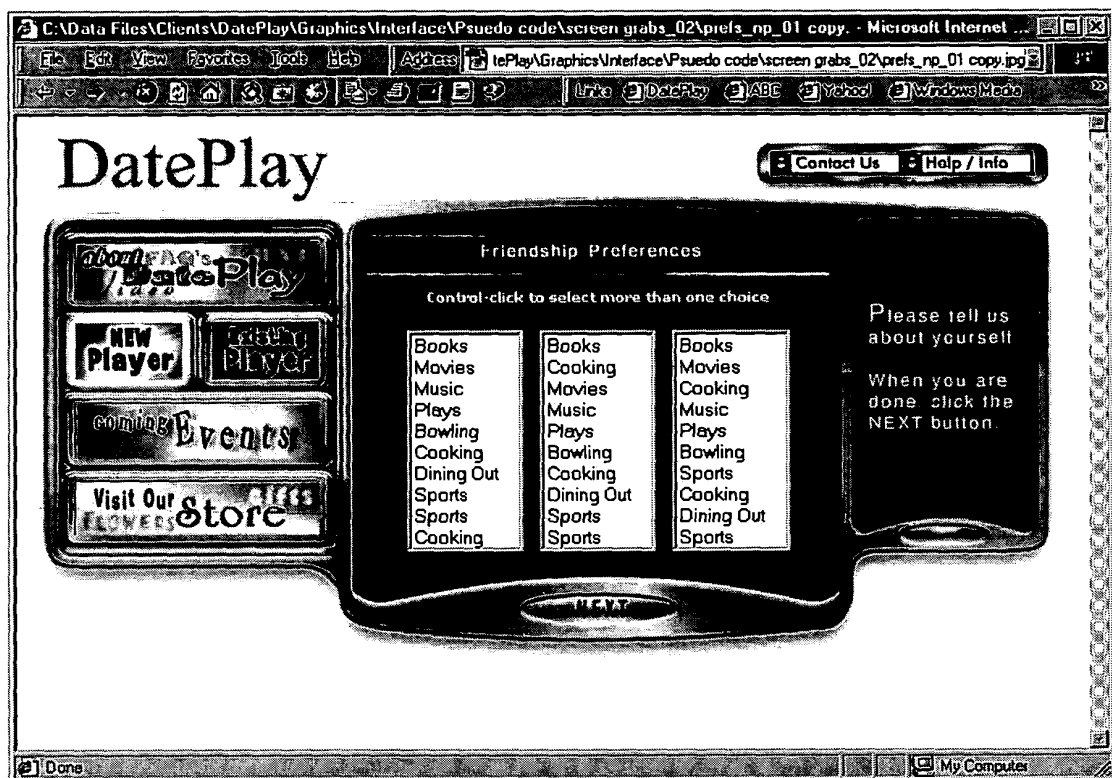 C:\Data Files\Clients\DatePlay\Graphics\Interface\Psuedo code\screen grabs_02\prefs_np_01 copy. - Microsoft Internet ...
File Edit View Favorites Tools Help Address tePlay\Graphics\Interface\Psuedo code\screen grabs_02\prefs_np_01 copy.jpg
Links DatePlay ABC Yahoo! Windows Media
DatePlay
Contact Us Help / Info
about FAQ's
Video DatePlay
NEW Player
Existing Player
coming Events
Visit Our Store GIFTS
FLOWERS
Friendship Preferences
Control-click to select more than one choice
Books
Movies
Music
Plays
Bowling
Cooking
Dining Out
Sports
Sports
Cooking
Books
Cooking
Movies
Music
Plays
Bowling
Cooking
Dining Out
Sports
Sports
Books
Movies
Cooking
Music
Plays
Bowling
Sports
Cooking
Dining Out
Sports
NEXT
Please tell us
about yourself
When you are
done click the
NEXT button.
Done My Computer